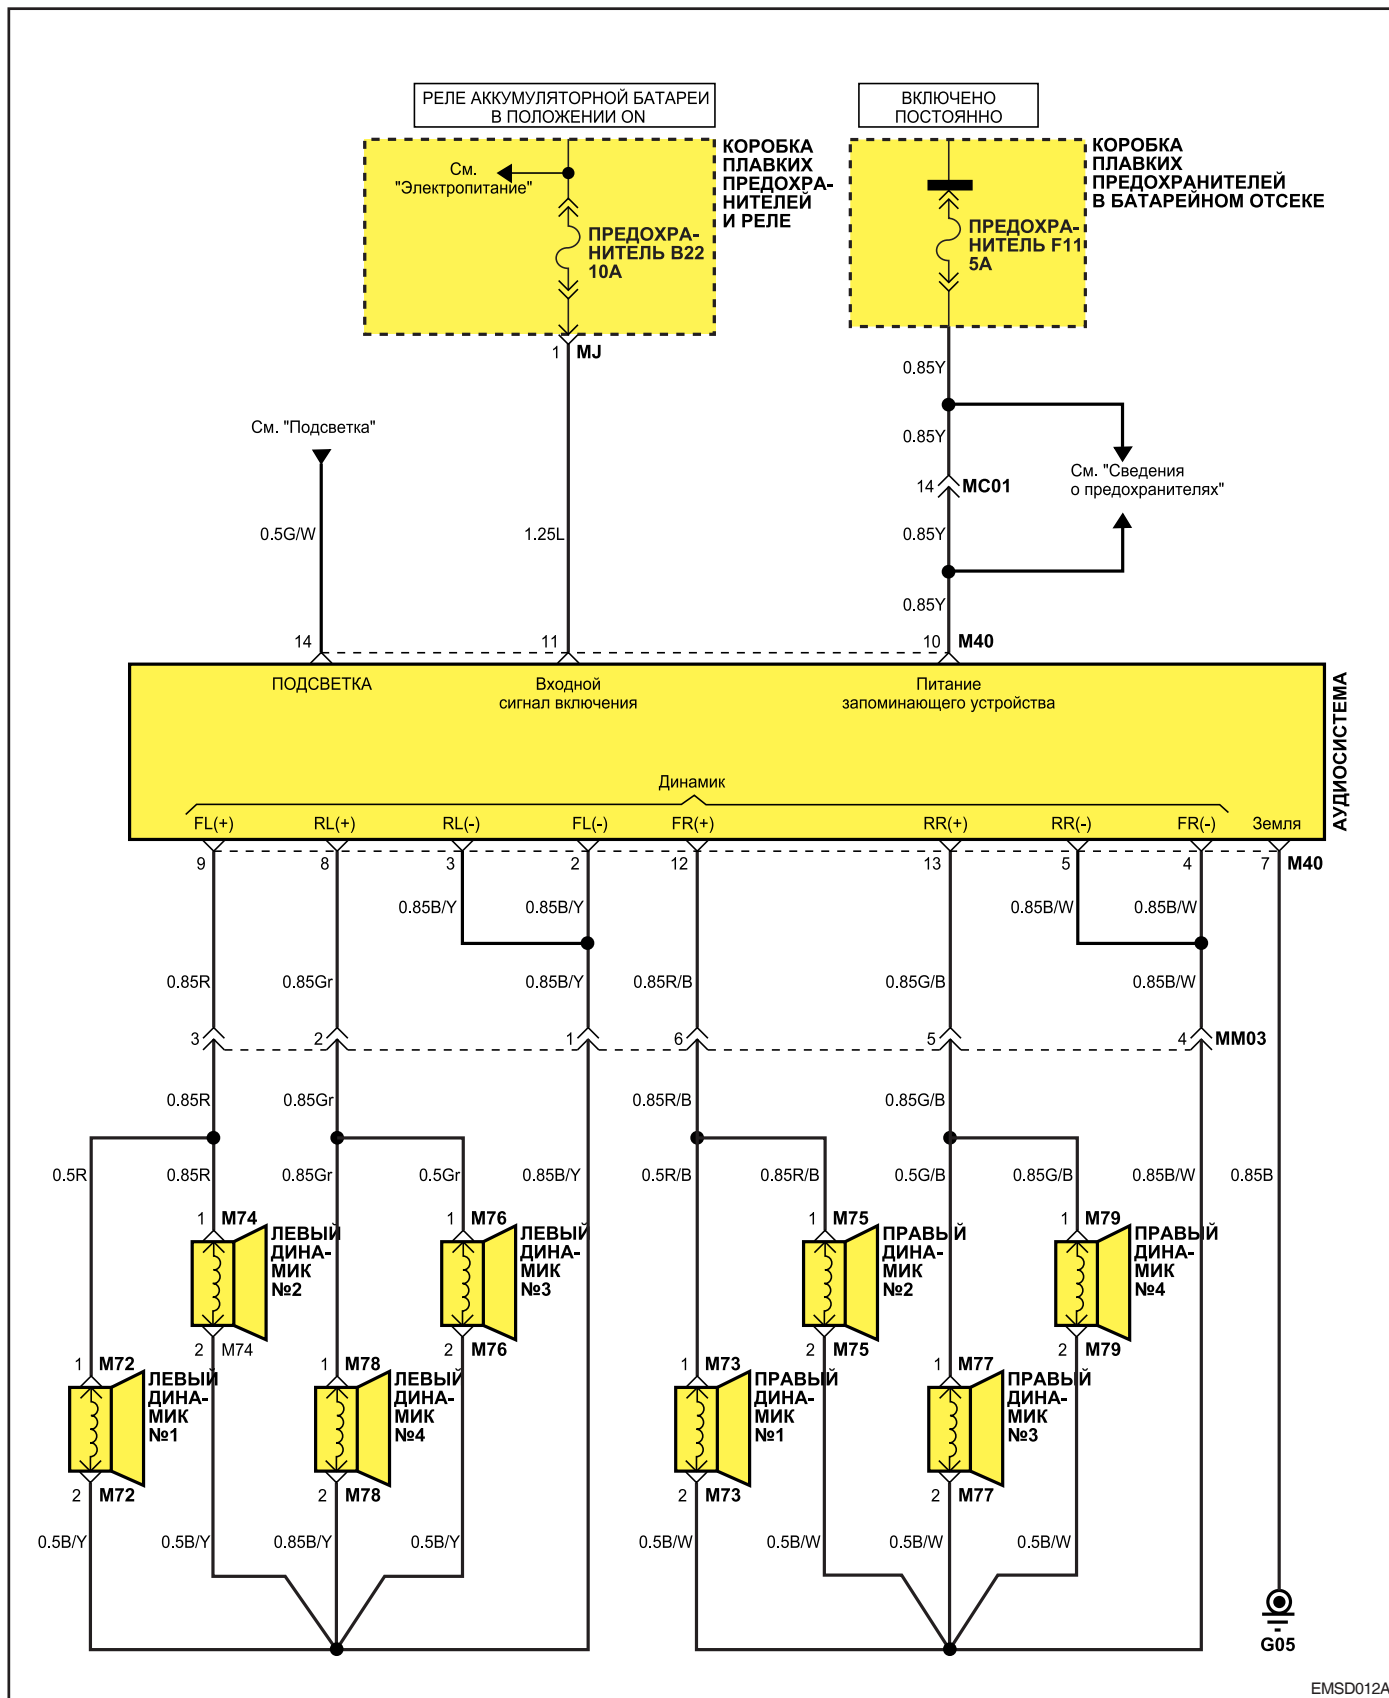 РЕЛЕ АККУМУЛЯТОРНОЙ БАТАРЕИ
В ПОЛОЖЕНИИ ON
ВКЛЮЧЕНО
ПОСТОЯННО
КОРОБКА
ПЛАВКИХ
ПРЕДОХРА-
НИТЕЛЕЙ
И РЕЛЕ
КОРОБКА
ПЛАВКИХ
ПРЕДОХРАНИТЕЛЕЙ
В БАТАРЕЙНОМ ОТСЕКЕ
См.
"Электропитание"
ПРЕДОХРА-
НИТЕЛЬ B22
10A
ПРЕДОХРА-
НИТЕЛЬ F11
5A
1 MJ
0.85Y
См. "Подсветка"
0.85Y
См. "Сведения
о предохранителях"
14 MC01
0.5G/W
1.25L
0.85Y
0.85Y
14
11
10 M40
ПОДСВЕТКА
Входной
сигнал включения
Питание
запоминающего устройства
АУДИОСИСТЕМА
Динамик
FL(+) RL(+) RL(-) FL(-) FR(+) RR(+) RR(-) FR(-) Земля
9 8 3 2 12 13 5 4 7 M40
0.85B/Y 0.85B/Y 0.85B/W 0.85B/W
0.85R 0.85Gr 0.85B/Y 0.85R/B 0.85G/B 0.85B/W
3 2 1 6 5 4 MM03
0.85R 0.85Gr 0.85R/B 0.85G/B
0.5R 0.85R 0.85Gr 0.5Gr 0.85B/Y 0.5R/B 0.85R/B 0.5G/B 0.85G/B 0.85B/W 0.85B
1 M74
ЛЕВЫЙ
ДИНА-
МИК
№2
2 M74
1 M76
ЛЕВЫЙ
ДИНА-
МИК
№3
2 M76
1 M75
ПРАВЫЙ
ДИНА-
МИК
№2
2 M75
1 M79
ПРАВЫЙ
ДИНА-
МИК
№4
2 M79
1 M72
ЛЕВЫЙ
ДИНА-
МИК
№1
2 M72
1 M78
ЛЕВЫЙ
ДИНА-
МИК
№4
2 M78
1 M73
ПРАВЫЙ
ДИНА-
МИК
№1
2 M73
1 M77
ПРАВЫЙ
ДИНА-
МИК
№3
2 M77
0.5B/Y 0.5B/Y 0.85B/Y 0.5B/Y 0.5B/W 0.5B/W 0.5B/W 0.5B/W
G05
EMSD012A